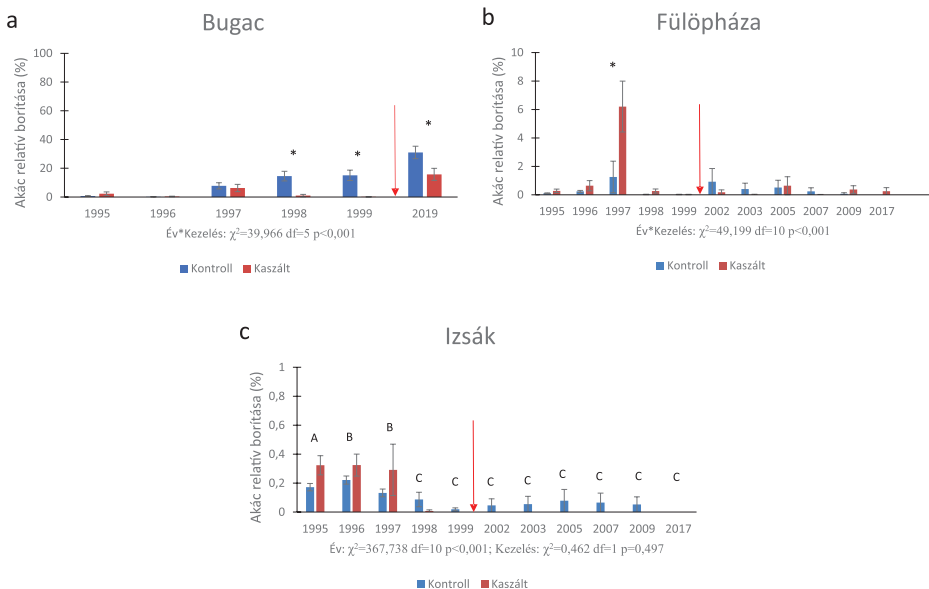 a
Bugac
Akác relatív borítása (%)
100
80
60
40
20
0
* * *
1995 1996 1997 1998 1999 2019
Év*Kezelés: χ²=39,966 df=5 p<0,001
Kontroll Kaszált
b
Fülöpháza
Akác relatív borítása (%)
10
8
6
4
2
0
*
1995 1996 1997 1998 1999 2002 2003 2005 2007 2009 2017
Év*Kezelés: χ²=49,199 df=10 p<0,001
Kontroll Kaszált
c
Izsák
Akác relatív borítása (%)
1
0,8
0,6
0,4
0,2
0
A B B C C C C C C C C
1995 1996 1997 1998 1999 2002 2003 2005 2007 2009 2017
Év: χ²=367,738 df=10 p<0,001; Kezelés: χ²=0,462 df=1 p=0,497
Kontroll Kaszált